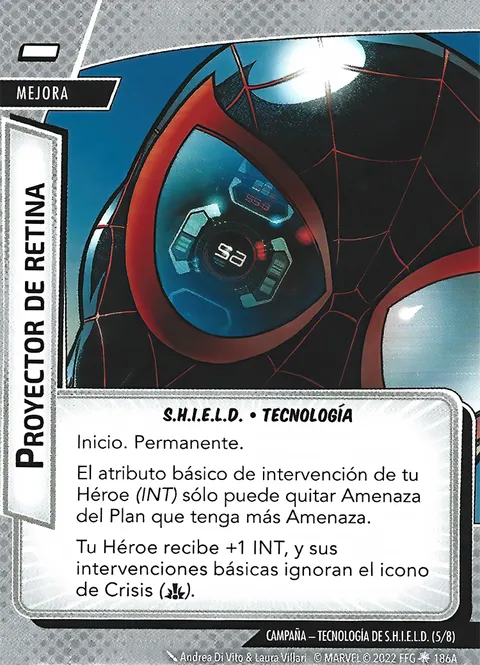 MEJORA
PROYECTOR DE RETINA
S.H.I.E.L.D. • TECNOLOGÍA
Inicio. Permanente.
El atributo básico de intervención de tu
Héroe (INT) sólo puede quitar Amenaza
del Plan que tenga más Amenaza.
Tu Héroe recibe +1 INT, y sus
intervenciones básicas ignoran el icono
de Crisis ().
CAMPAÑA – TECNOLOGÍA DE S.H.I.E.L.D. (5/8)
Andrea Di Vito & Laura Villari © MARVEL © 2022 FFG 186A